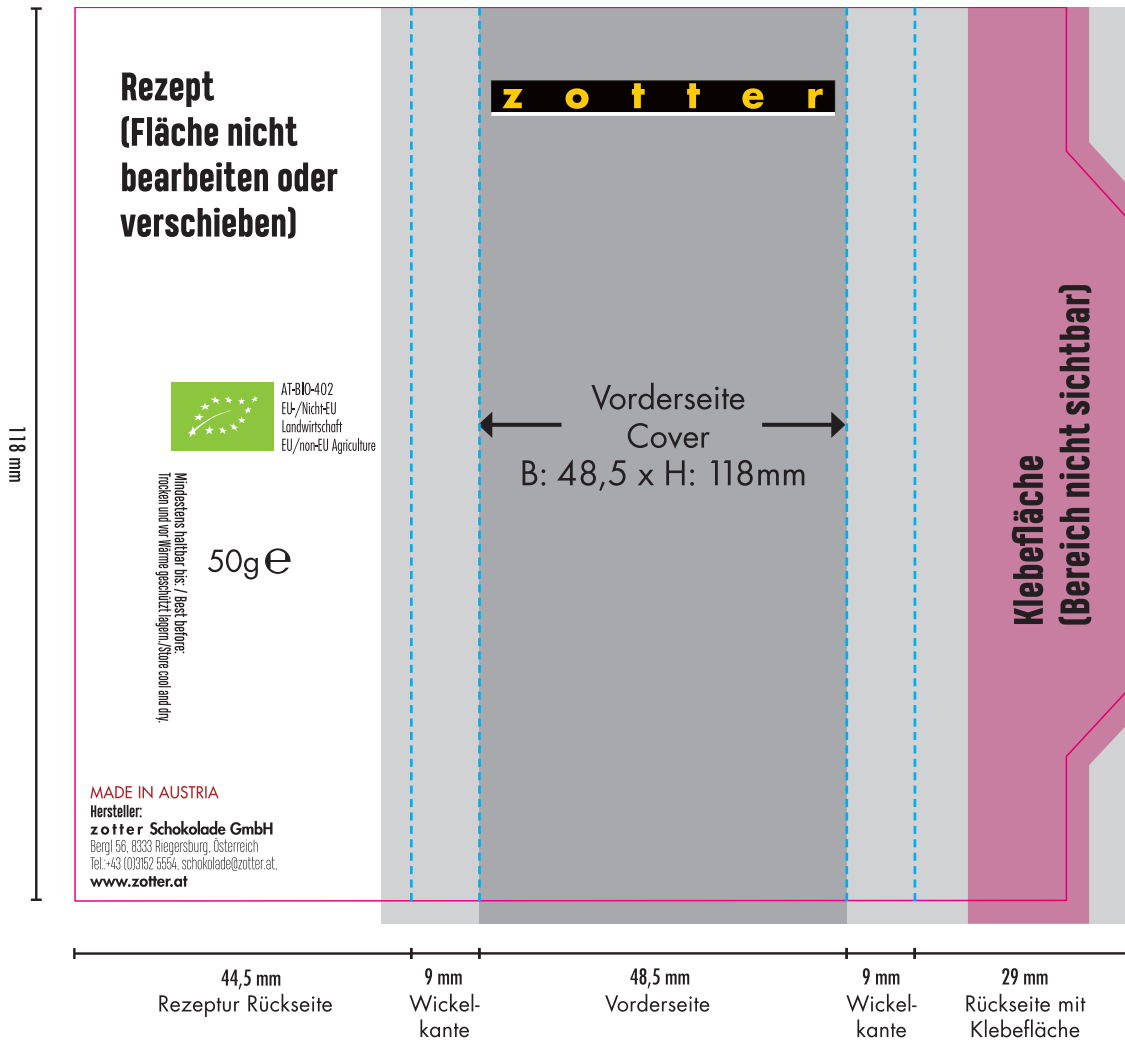 Rezept
(Fläche nicht
bearbeiten oder
verschieben)
zotter
118 mm
AT-BIO-402
EU-/Nicht-EU
Landwirtschaft
EU/non-EU Agriculture
Mindestens haltbar bis: / Best before:
Trocken und vor Wärme geschützt lagern./Store cool and dry.
50g e
Vorderseite
Cover
B: 48,5 x H: 118mm
Klebefläche
(Bereich nicht sichtbar)
MADE IN AUSTRIA
Hersteller:
zotter Schokolade GmbH
Bergl 56, 8333 Riegersburg, Österreich
Tel.:+43 (0)3152 5554, schokolade@zotter.at,
www.zotter.at
44,5 mm
Rezeptur Rückseite
9 mm
Wickel-
kante
48,5 mm
Vorderseite
9 mm
Wickel-
kante
29 mm
Rückseite mit
Klebefläche